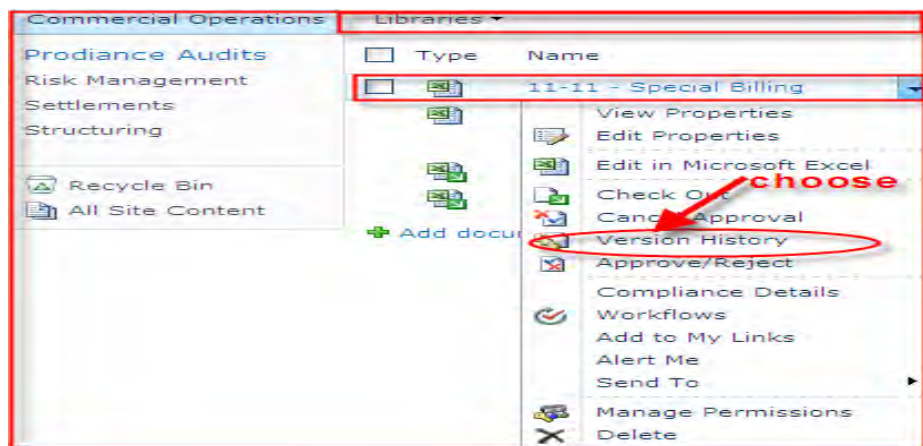 Commercial Operations
Libraries
Prodiance Audits
Risk Management
Settlements
Structuring
Recycle Bin
All Site Content
Type Name
11-11 - Special Billing
Add docu
View Properties
Edit Properties
Edit in Microsoft Excel
choose
Check Out
Cancel Approval
Version History
Approve/Reject
Compliance Details
Workflows
Add to My Links
Alert Me
Send To
Manage Permissions
Delete